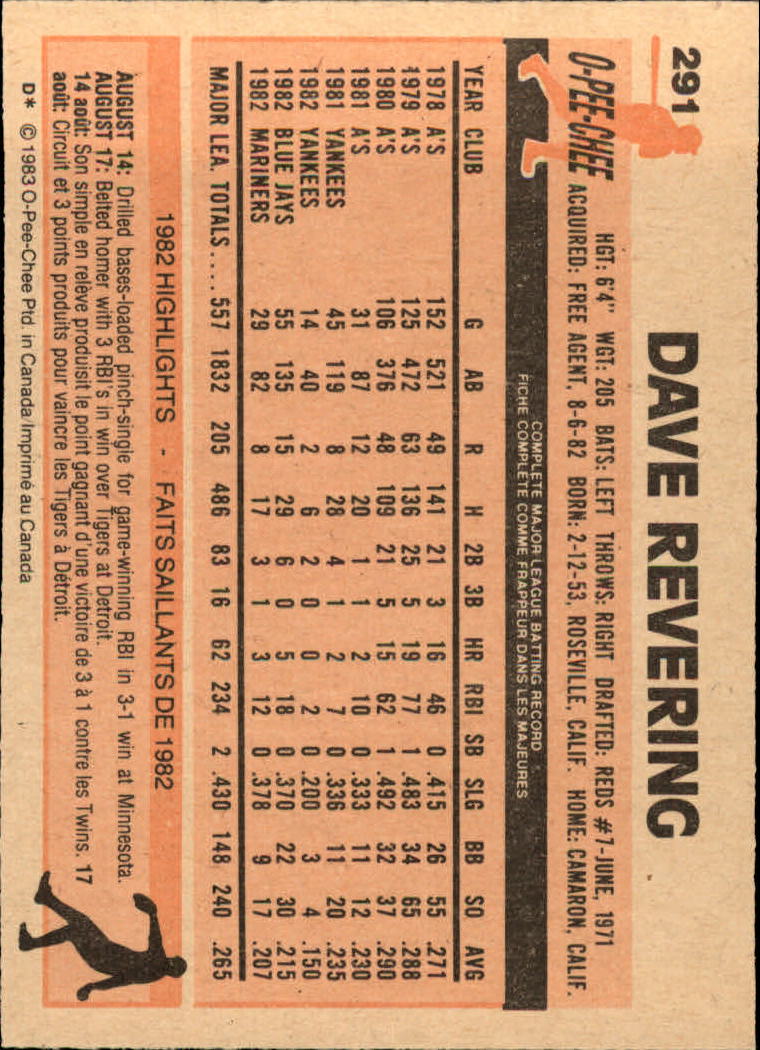 291
DAVE REVERING
O-PEE-CHEE
HGT: 6'4" WGT: 205 BATS: LEFT THROWS: RIGHT DRAFTED: REDS #7-JUNE, 1971
ACQUIRED: FREE AGENT, 8-6-82 BORN: 2-12-53, ROSEVILLE, CALIF. HOME: CAMARON, CALIF.
COMPLETE MAJOR LEAGUE BATTING RECORD
FICHE COMPLÈTE COMME FRAPPEUR DANS LES MAJEURES
YEAR CLUB G AB R H 2B 3B HR RBI SB SLG BB SO AVG
1978 A'S 152 521 49 141 21 3 16 46 0 .415 26 55 .271
1979 A'S 125 472 63 136 25 5 19 77 1 .483 34 65 .288
1980 A'S 106 376 48 109 21 5 15 62 1 .492 32 37 .290
1981 A'S 31 87 12 20 1 1 2 10 0 .333 11 12 .230
1981 YANKEES 45 119 8 28 4 1 2 7 0 .336 11 20 .235
1982 YANKEES 14 40 2 6 2 0 0 2 0 .200 3 4 .150
1982 BLUE JAYS 55 135 15 29 6 0 5 18 0 .370 22 30 .215
1982 MARINERS 29 82 8 17 3 1 3 12 0 .378 9 17 .207
MAJOR LEA. TOTALS.... 557 1832 205 486 83 16 62 234 2 .430 148 240 .265
1982 HIGHLIGHTS - FAITS SAILLANTS DE 1982
AUGUST 14: Drilled bases-loaded pinch-single for game-winning RBI in 3-1 win at Minnesota.
AUGUST 17: Belted homer with 3 RBI's in win over Tigers at Detroit.
14 août: Son simple en relève produisit le point gagnant d'une victoire de 3 à 1 contre les Twins. 17
août: Circuit et 3 points produits pour vaincre les Tigers à Détroit.
D* © 1983 O-Pee-Chee Ptd. in Canada/Imprimé au Canada